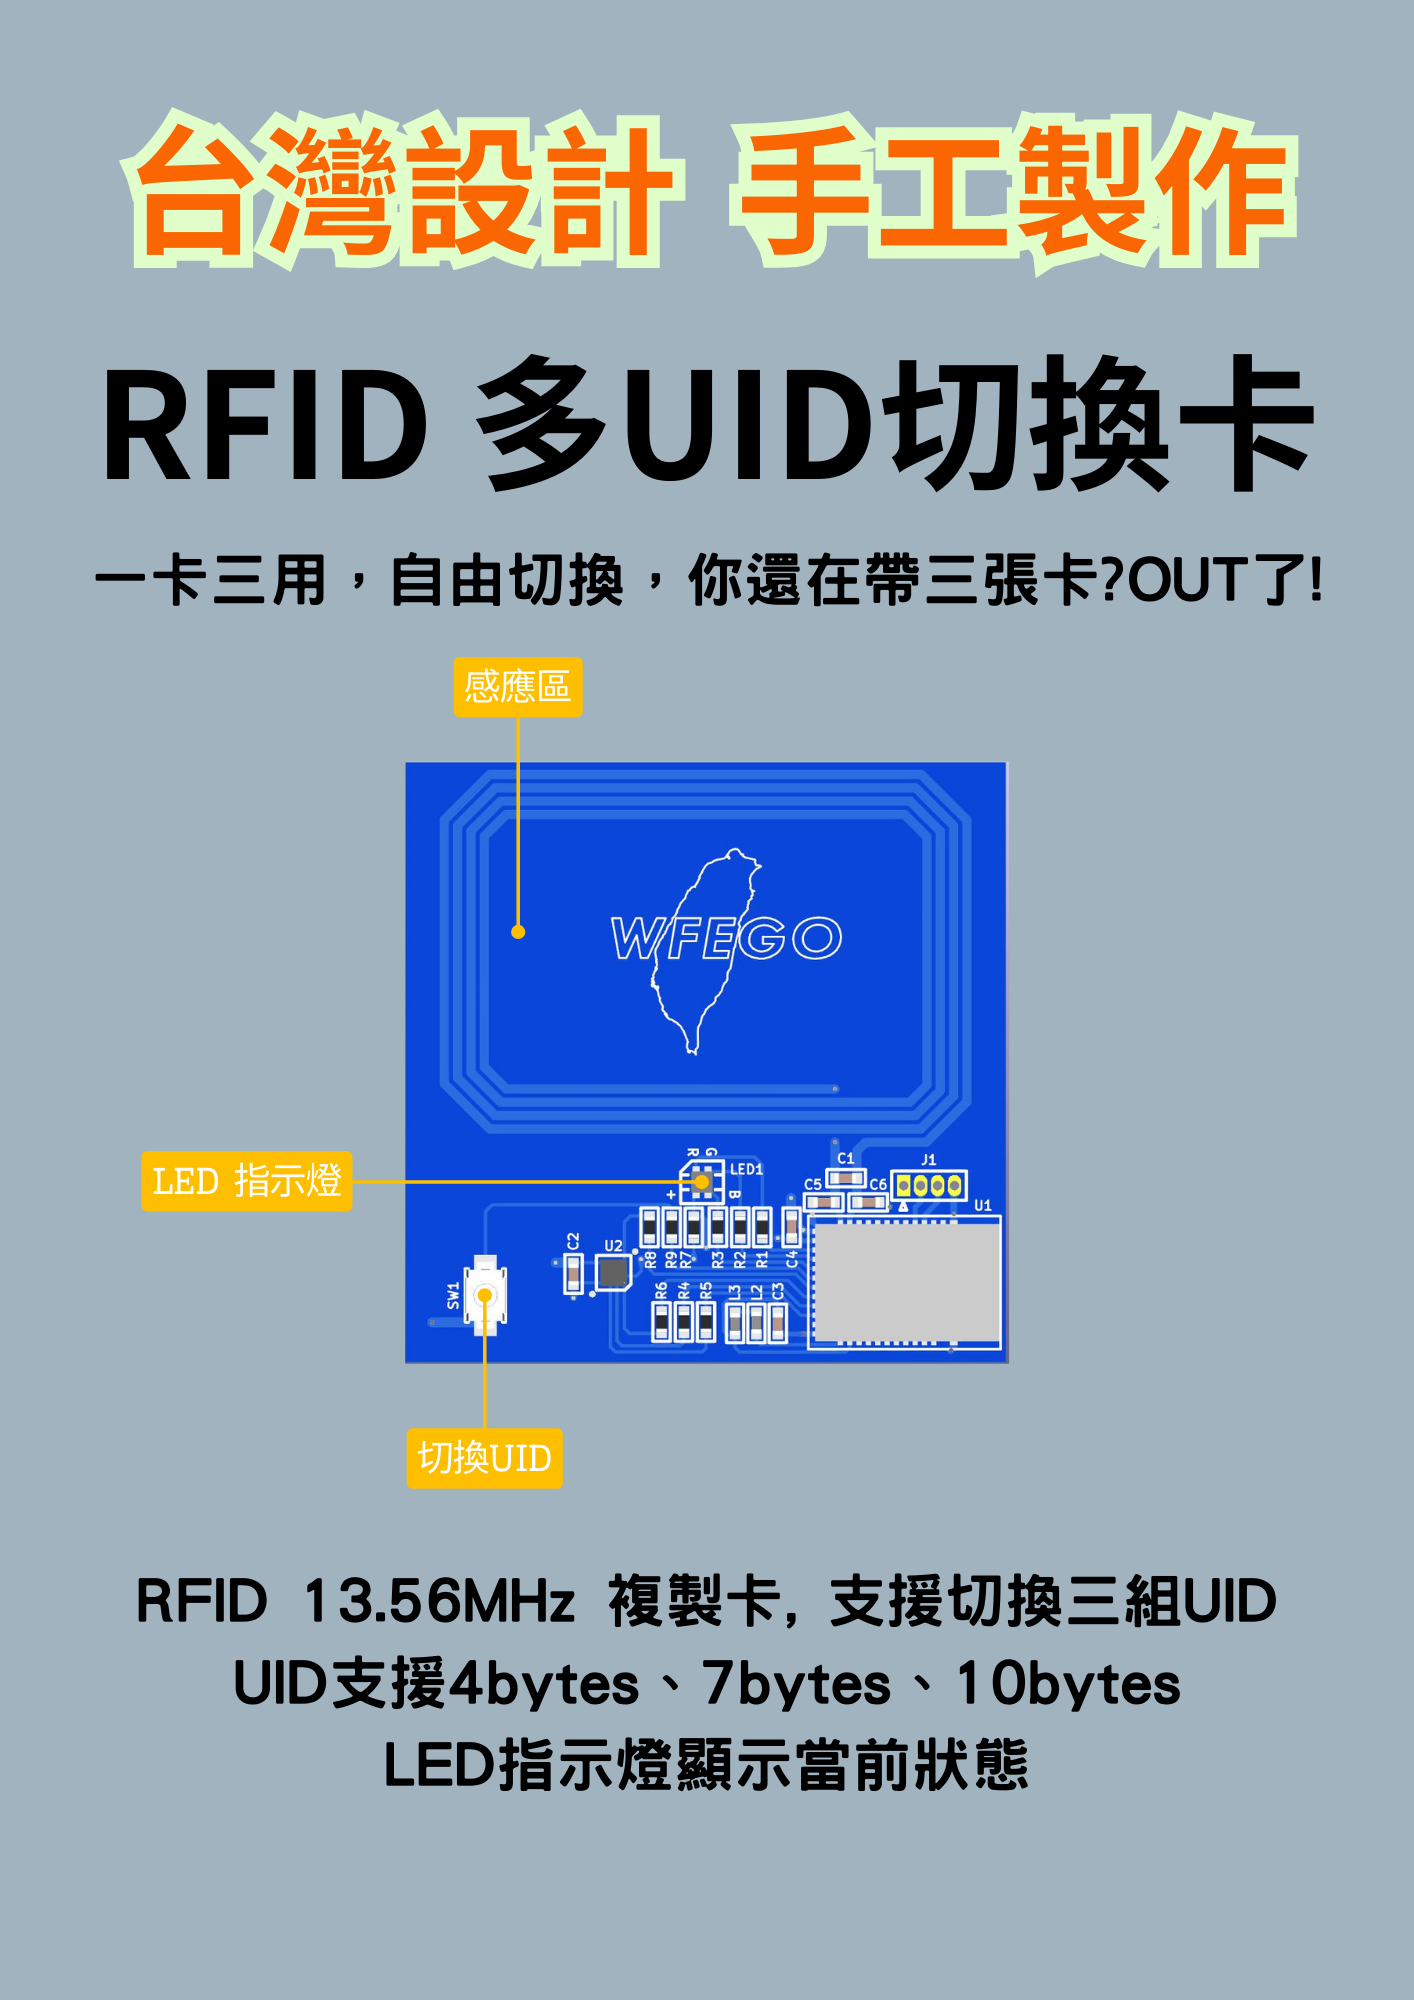 台灣設計 手工製作
RFID 多UID切換卡
一卡三用，自由切換，你還在帶三張卡?OUT了!
感應區
WFEGO
LED 指示燈
R G
LED1
+ B
C1
J1
C5
C6
U1
C2
U2
R8 R9 R7 R3 R2 R1 C4
SW1
R6 R4 R5 L3 L2 C3
切換UID
RFID 13.56MHz 複製卡, 支援切換三組UID
UID支援4bytes、7bytes、10bytes
LED指示燈顯示當前狀態